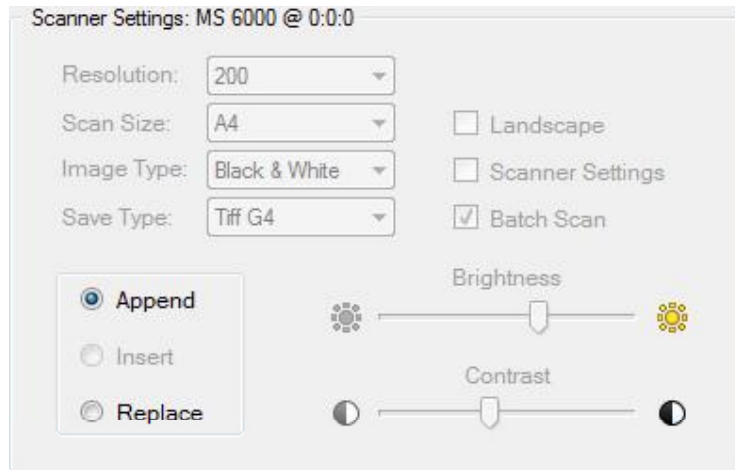 Scanner Settings: MS 6000 @ 0:0:0
Resolution: 200
Scan Size: A4
Landscape
Image Type: Black & White
Scanner Settings
Save Type: Tiff G4
Batch Scan
Append
Insert
Replace
Brightness
Contrast